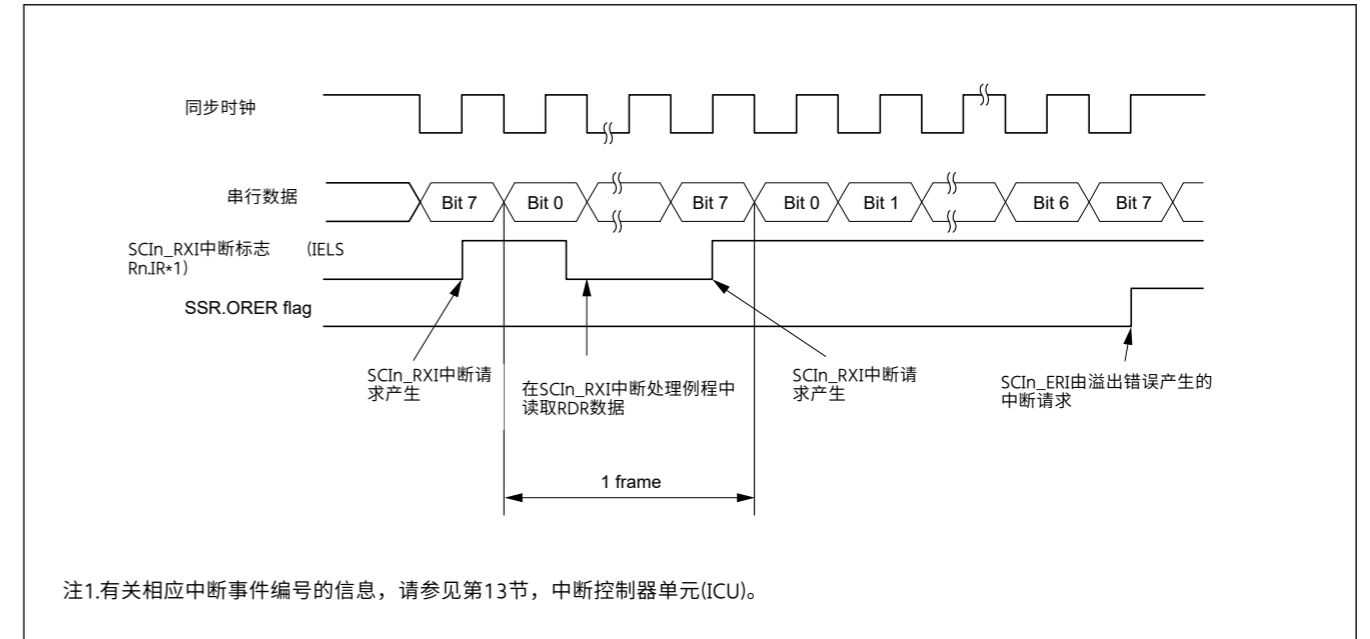 同步时钟
串行数据
Bit 7
Bit 0
Bit 7
Bit 0
Bit 1
Bit 6
Bit 7
SCIn_RXI中断标志 (IELS
Rn.IR*1)
SSR.ORER flag
SCIn_RXI中断请
求产生
在SCIn_RXI中断处理例程中
读取RDR数据
SCIn_RXI中断请
求产生
SCIn_ERI由溢出错误产生的
中断请求
1 frame
注1.有关相应中断事件编号的信息，请参见第13节，中断控制器单元(ICU)。